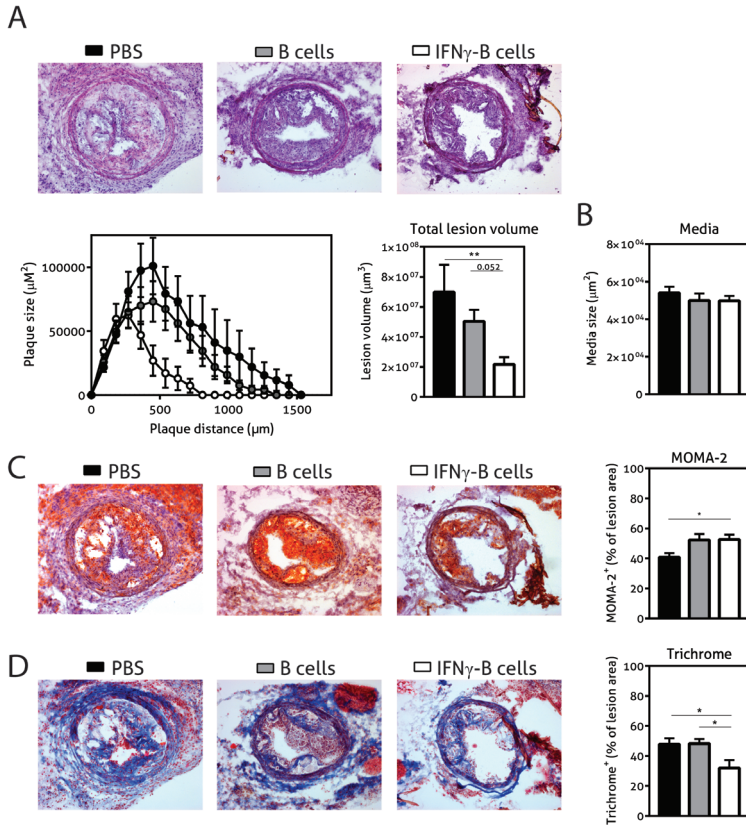 A
PBS
B cells
IFNγ-B cells
Plaque size (μM²)
100000
50000
0
0
500
1000
1500
Plaque distance (μm)
Total lesion volume
Lesion volume (μm³)
1×10⁰⁸
8×10⁰⁷
6×10⁰⁷
4×10⁰⁷
2×10⁰⁷
**
0.052
B
Media
Media size (μm²)
8×10⁰⁴
6×10⁰⁴
4×10⁰⁴
2×10⁰⁴
C
PBS
B cells
IFNγ-B cells
MOMA-2
MOMA-2⁺ (% of lesion area)
100
80
60
40
20
0
*
D
PBS
B cells
IFNγ-B cells
Trichrome
Trichrome⁺ (% of lesion area)
100
80
60
40
20
0
*
*